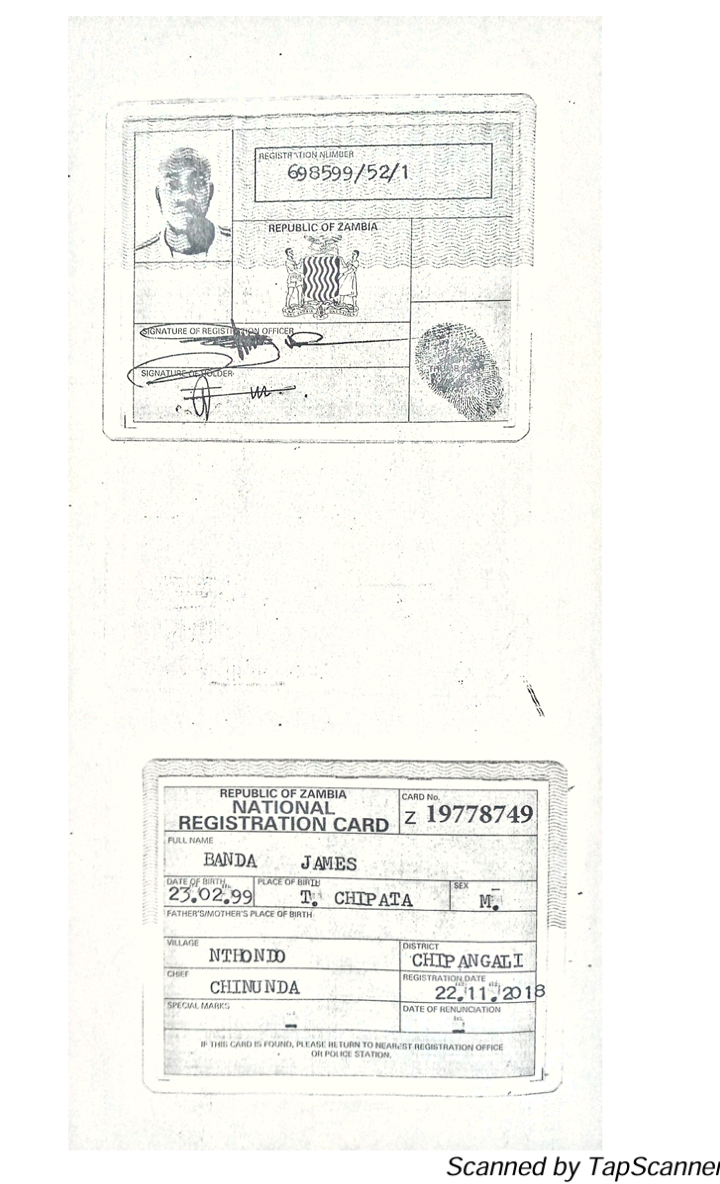 REGISTRATION NUMBER
698599/52/1
REPUBLIC OF ZAMBIA
SIGNATURE OF REGISTRATION OFFICER
SIGNATURE OF HOLDER
REPUBLIC OF ZAMBIA
NATIONAL
REGISTRATION CARD
CARD No.
Z 19778749
FULL NAME
BANDA JAMES
DATE OF BIRTH
23.02.99
PLACE OF BIRTH
T. CHIPATA
SEX
M.
FATHER'S/MOTHER'S PLACE OF BIRTH
VILLAGE
NTHONDO
DISTRICT
CHIPANGALI
CHIEF
CHINUNDA
REGISTRATION DATE
22.11.2018
SPECIAL MARKS
-
DATE OF RENUNCIATION
-
IF THIS CARD IS FOUND, PLEASE RETURN TO NEAREST REGISTRATION OFFICE
OR POLICE STATION.
Scanned by TapScanner